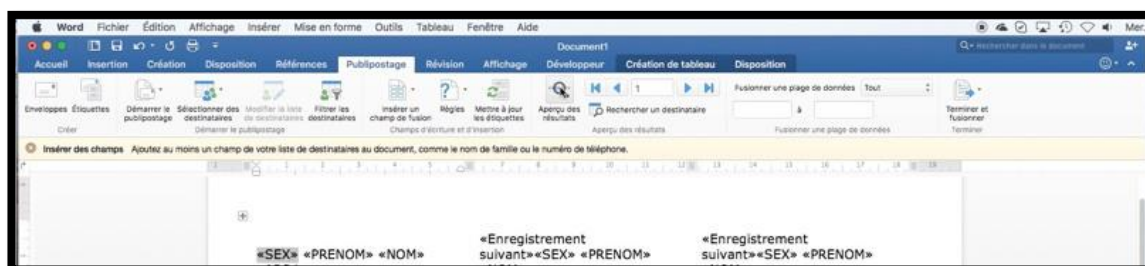 Word Fichier Édition Affichage Insérer Mise en forme Outils Tableau Fenêtre Aide Mer.
Document1 Rechercher dans le document
Accueil Insertion Création Disposition Références Publipostage Révision Affichage Développeur Création de tableau Disposition
1 Fusionner une plage de données Tout
Enveloppes Étiquettes Démarrer le publipostage Sélectionner des destinataires Modifier la liste de destinataires Filtrer les destinataires Insérer un champ de fusion Règles Mettre à jour les étiquettes Aperçu des résultats Rechercher un destinataire à Terminer et fusionner
Créer Démarrer le publipostage Champs d'écriture et d'insertion Aperçu des résultats Fusionner une plage de données Terminer
Insérer des champs Ajoutez au moins un champ de votre liste de destinataires au document, comme le nom de famille ou le numéro de téléphone.
«Enregistrement «Enregistrement
«SEX» «PRENOM» «NOM» suivant»«SEX» «PRENOM» suivant»«SEX» «PRENOM»